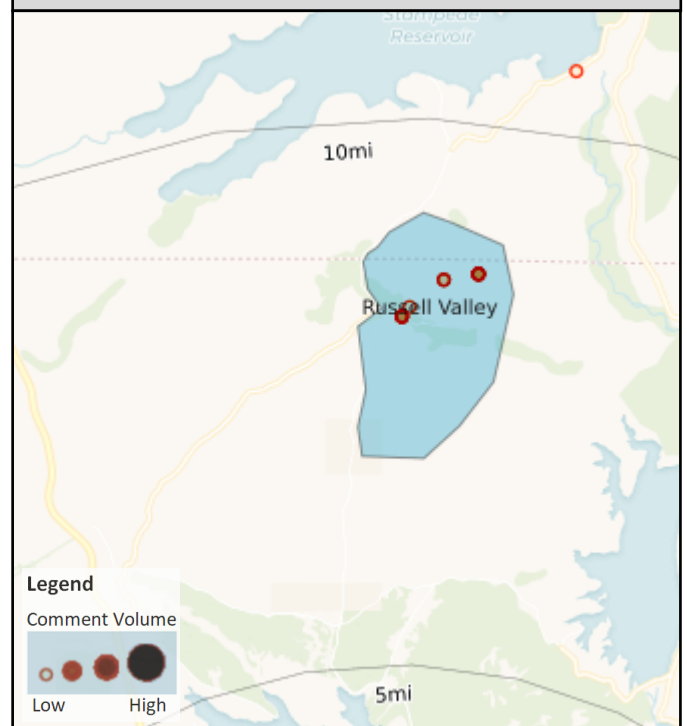 Stampede
Reservoir
10mi
Russell Valley
Legend
Comment Volume
Low High
5mi